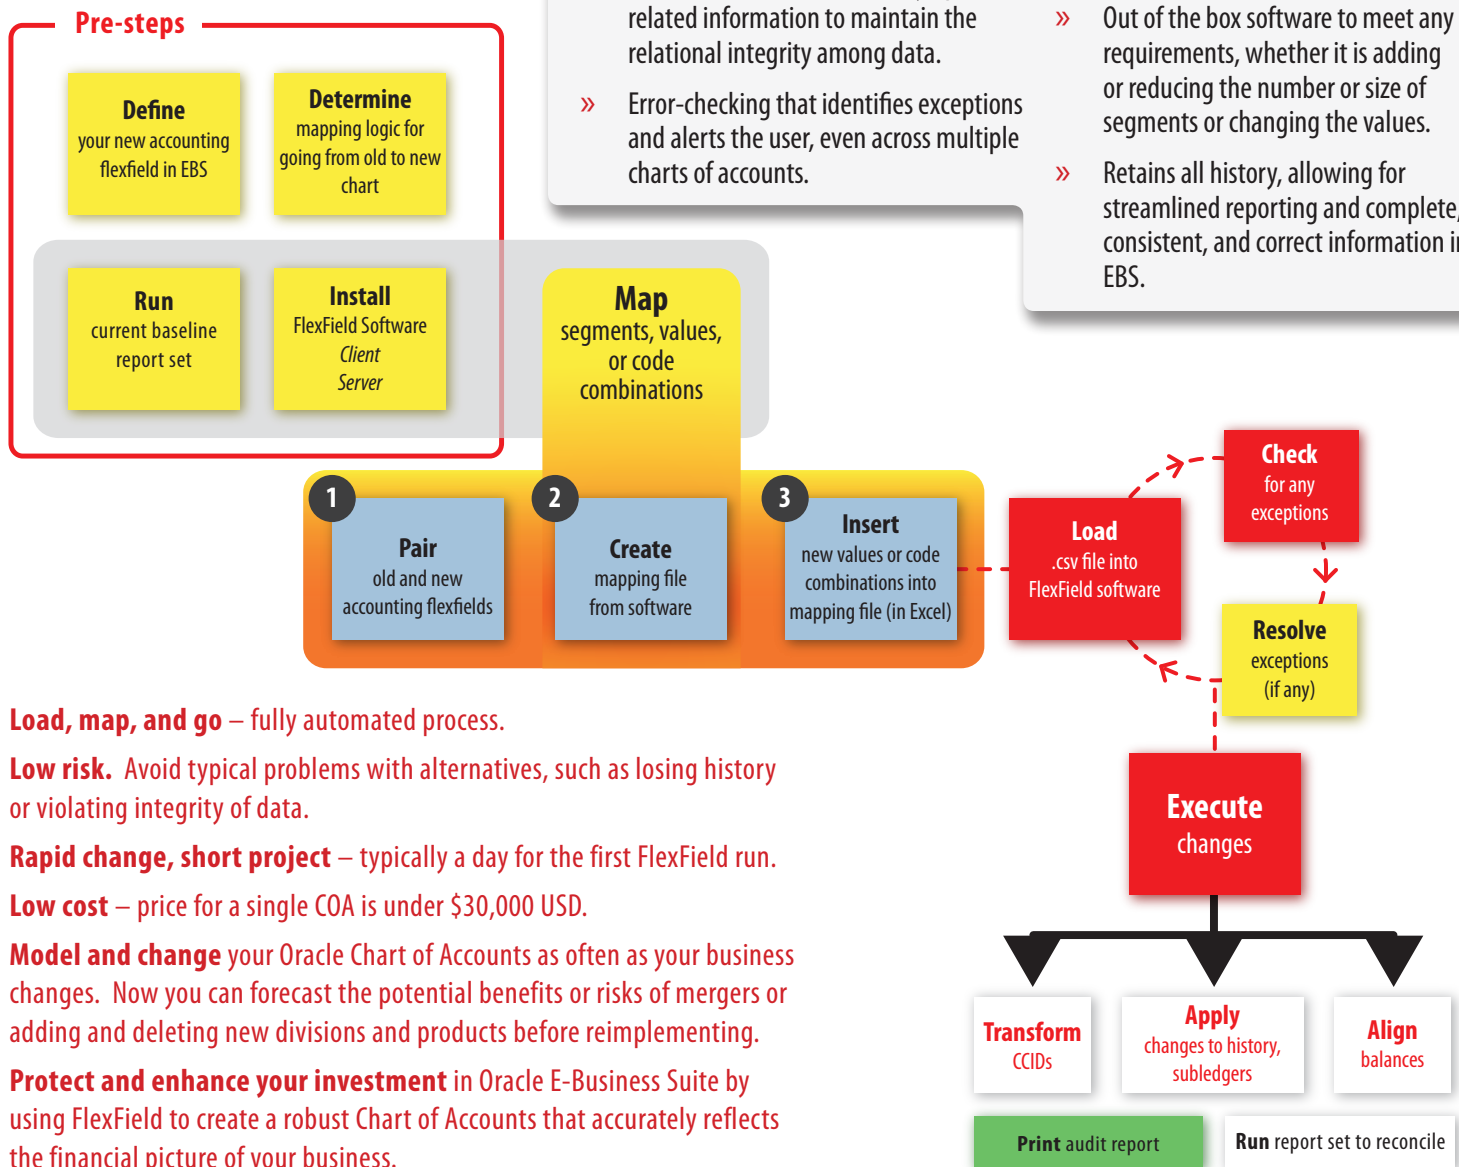 related information to maintain the
relational integrity among data.
» Error-checking that identifies exceptions
and alerts the user, even across multiple
charts of accounts.
» Out of the box software to meet any
requirements, whether it is adding
or reducing the number or size of
segments or changing the values.
» Retains all history, allowing for
streamlined reporting and complete,
consistent, and correct information in
EBS.
Pre-steps
Define
your new accounting
flexfield in EBS
Determine
mapping logic for
going from old to new
chart
Run
current baseline
report set
Install
FlexField Software
Client
Server
Map
segments, values,
or code
combinations
1
Pair
old and new
accounting flexfields
2
Create
mapping file
from software
3
Insert
new values or code
combinations into
mapping file (in Excel)
Load
.csv file into
FlexField software
Check
for any
exceptions
Resolve
exceptions
(if any)
Execute
changes
Transform
CCIDs
Apply
changes to history,
subledgers
Align
balances
Print audit report
Run report set to reconcile
Load, map, and go – fully automated process.
Low risk. Avoid typical problems with alternatives, such as losing history
or violating integrity of data.
Rapid change, short project – typically a day for the first FlexField run.
Low cost – price for a single COA is under $30,000 USD.
Model and change your Oracle Chart of Accounts as often as your business
changes. Now you can forecast the potential benefits or risks of mergers or
adding and deleting new divisions and products before reimplementing.
Protect and enhance your investment in Oracle E-Business Suite by
using FlexField to create a robust Chart of Accounts that accurately reflects
the financial picture of your business.